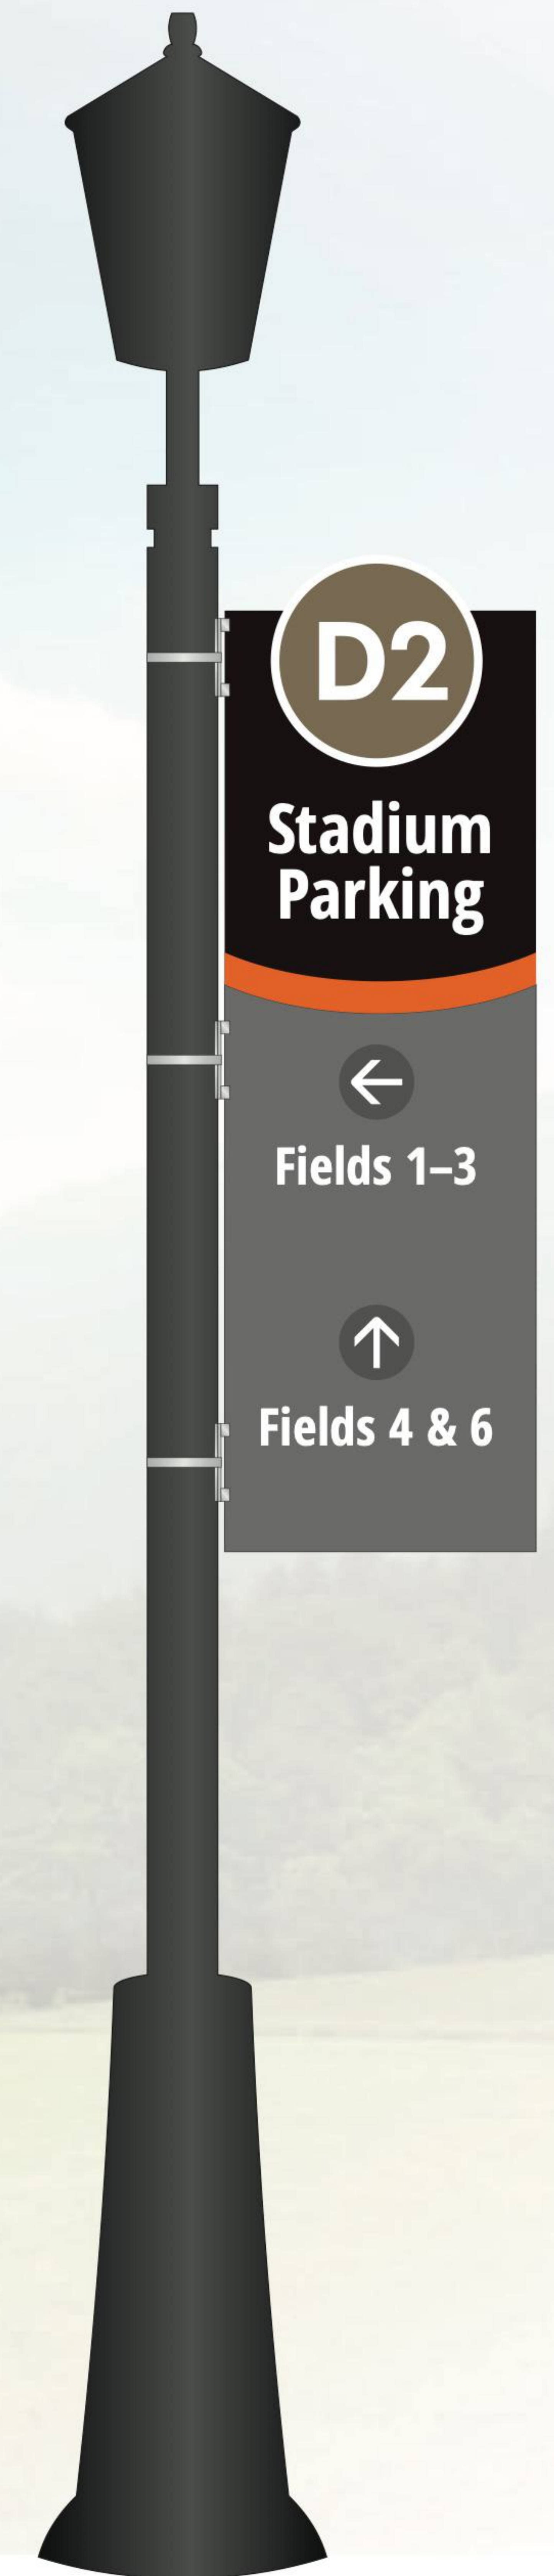 D2
Stadium
Parking
←
Fields 1–3
↑
Fields 4 & 6